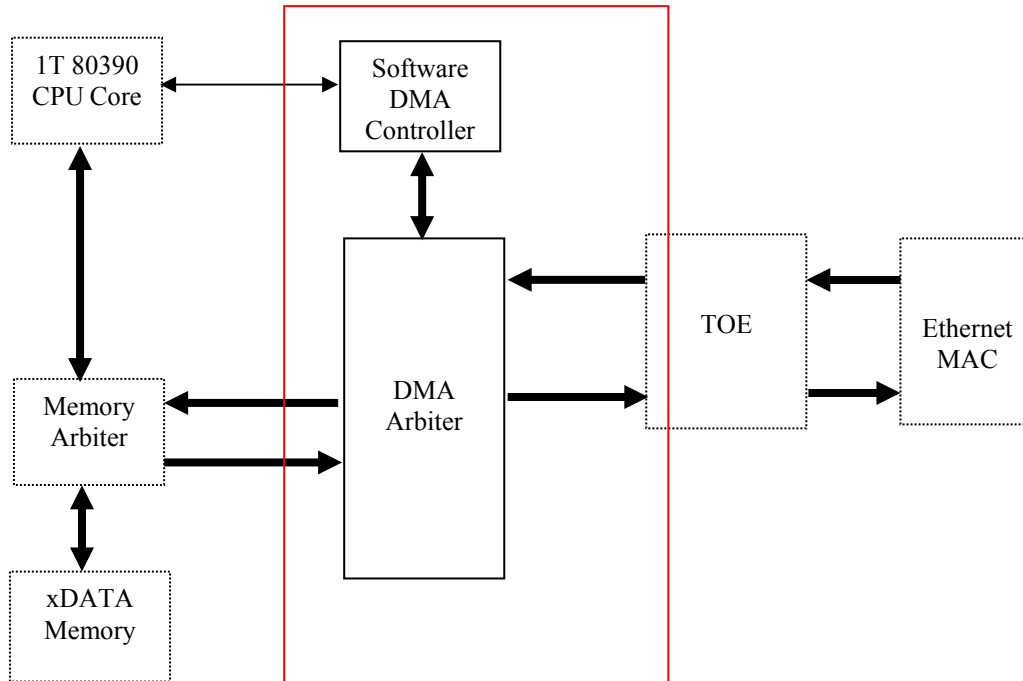 1T 80390
CPU Core
Software
DMA
Controller
TOE
Ethernet
MAC
DMA
Arbiter
Memory
Arbiter
xDATA
Memory